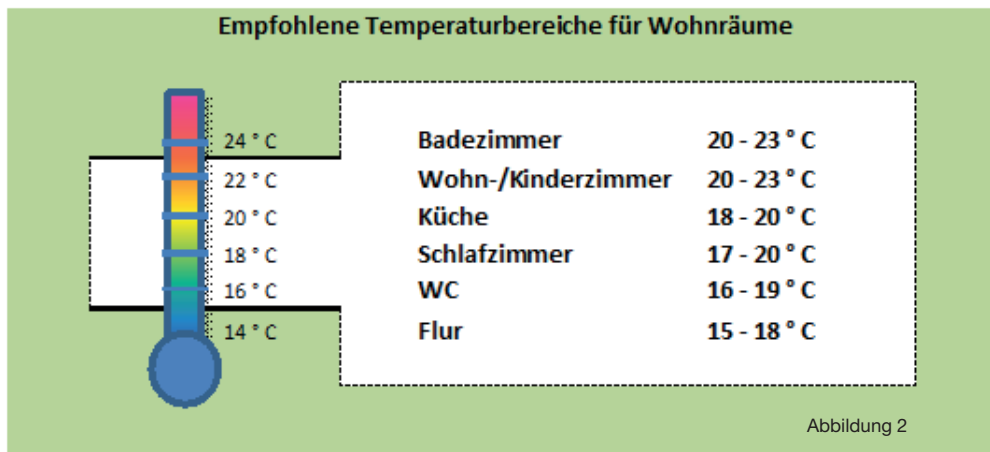 Empfohlene Temperaturbereiche für Wohnräume
24 ° C
22 ° C
20 ° C
18 ° C
16 ° C
14 ° C
Badezimmer 20 - 23 ° C
Wohn-/Kinderzimmer 20 - 23 ° C
Küche 18 - 20 ° C
Schlafzimmer 17 - 20 ° C
WC 16 - 19 ° C
Flur 15 - 18 ° C
Abbildung 2